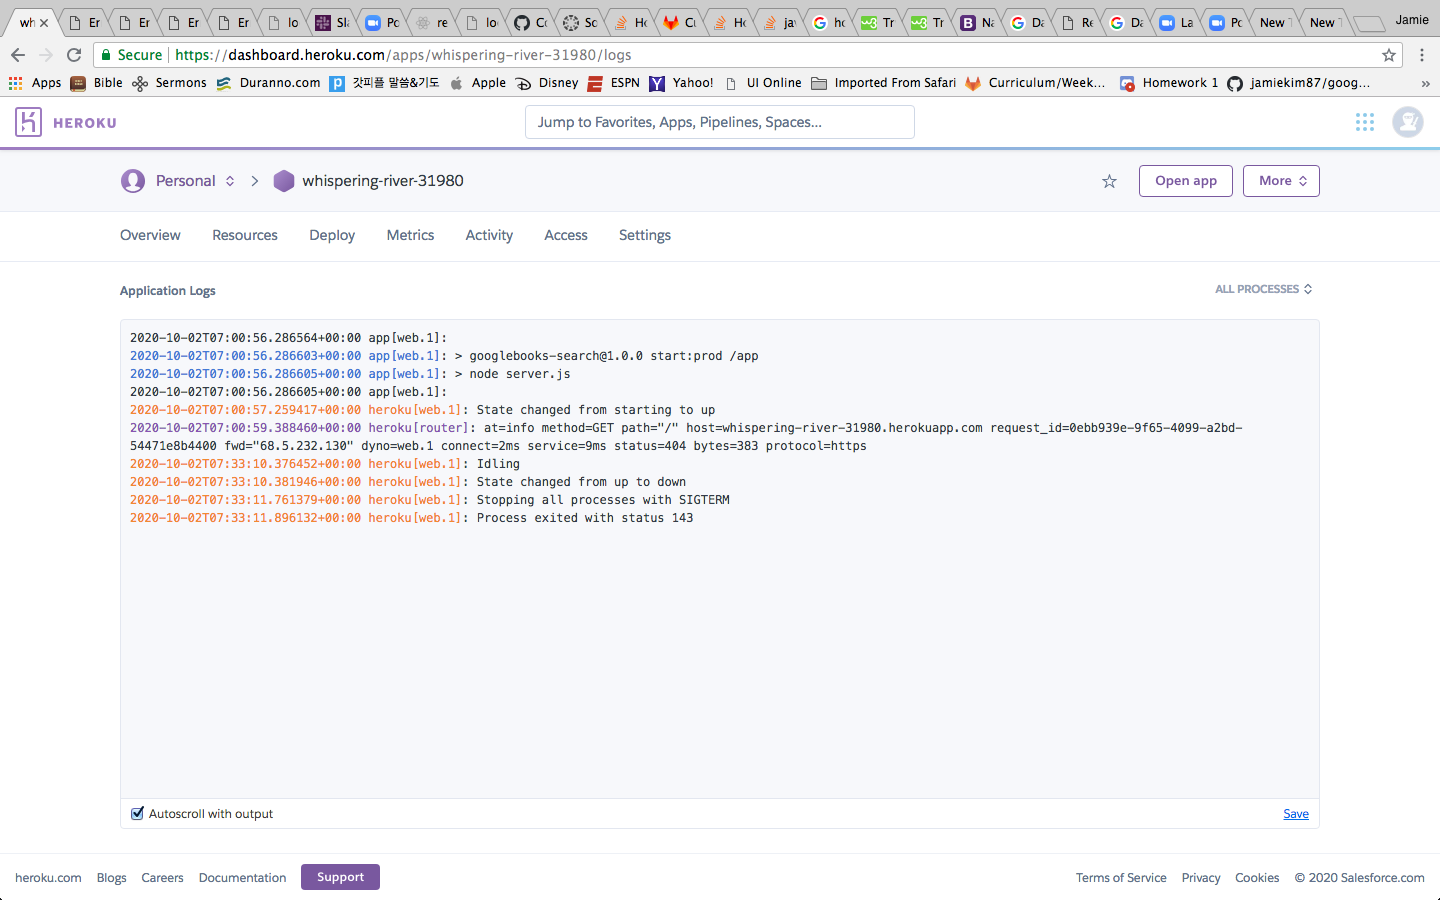 wh Er Er Er Er lo Sla Po re loc Co So Ho Cu Ho jav ho Tr Tr Na Da Re Da La Po New New Jamie
Secure https://dashboard.heroku.com/apps/whispering-river-31980/logs
Apps Bible Sermons Duranno.com 갓피플 말씀&기도 Apple Disney ESPN Yahoo! UI Online Imported From Safari Curriculum/Week... Homework 1 jamiekim87/goog... »
HEROKU Jump to Favorites, Apps, Pipelines, Spaces...
Personal whispering-river-31980 Open app More
Overview Resources Deploy Metrics Activity Access Settings
Application Logs ALL PROCESSES
2020-10-02T07:00:56.286564+00:00 app[web.1]:
2020-10-02T07:00:56.286603+00:00 app[web.1]: > googlebooks-search@1.0.0 start:prod /app
2020-10-02T07:00:56.286605+00:00 app[web.1]: > node server.js
2020-10-02T07:00:56.286605+00:00 app[web.1]:
2020-10-02T07:00:57.259417+00:00 heroku[web.1]: State changed from starting to up
2020-10-02T07:00:59.388460+00:00 heroku[router]: at=info method=GET path="/" host=whispering-river-31980.herokuapp.com request_id=0ebb939e-9f65-4099-a2bd-
54471e8b4400 fwd="68.5.232.130" dyno=web.1 connect=2ms service=9ms status=404 bytes=383 protocol=https
2020-10-02T07:33:10.376452+00:00 heroku[web.1]: Idling
2020-10-02T07:33:10.381946+00:00 heroku[web.1]: State changed from up to down
2020-10-02T07:33:11.761379+00:00 heroku[web.1]: Stopping all processes with SIGTERM
2020-10-02T07:33:11.896132+00:00 heroku[web.1]: Process exited with status 143
Autoscroll with output Save
heroku.com Blogs Careers Documentation Support Terms of Service Privacy Cookies © 2020 Salesforce.com